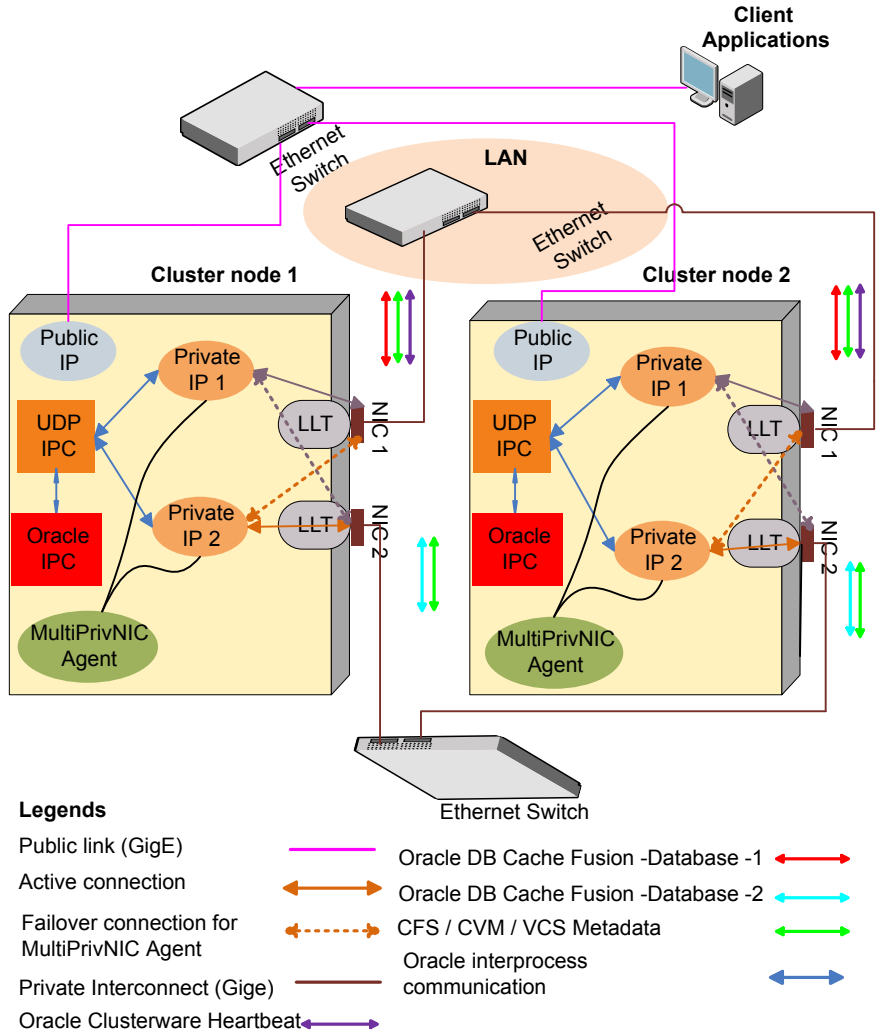 Client
Applications
Ethernet
Switch
LAN
Ethernet
Switch
Cluster node 1
Cluster node 2
Public
IP
Private
IP 1
UDP
IPC
LLT
NIC 1
Oracle
IPC
Private
IP 2
LLT
NIC 2
MultiPrivNIC
Agent
Public
IP
Private
IP 1
UDP
IPC
LLT
NIC 1
Oracle
IPC
Private
IP 2
LLT
NIC 2
MultiPrivNIC
Agent
Ethernet Switch
Legends
Public link (GigE)
Active connection
Failover connection for
MultiPrivNIC Agent
Private Interconnect (Gige)
Oracle Clusterware Heartbeat
Oracle DB Cache Fusion -Database -1
Oracle DB Cache Fusion -Database -2
CFS / CVM / VCS Metadata
Oracle interprocess
communication